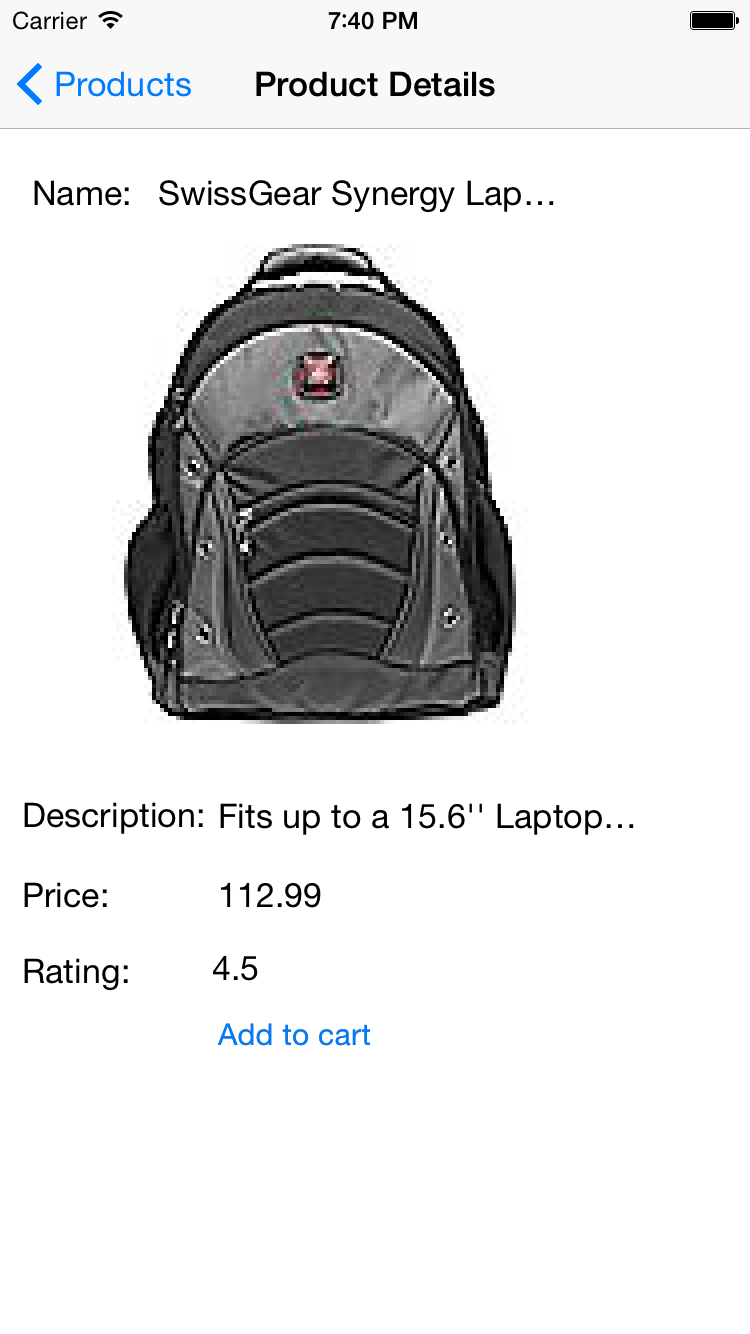 Carrier 7:40 PM
Products Product Details
Name: SwissGear Synergy Lap…
Description: Fits up to a 15.6'' Laptop…
Price: 112.99
Rating: 4.5
Add to cart